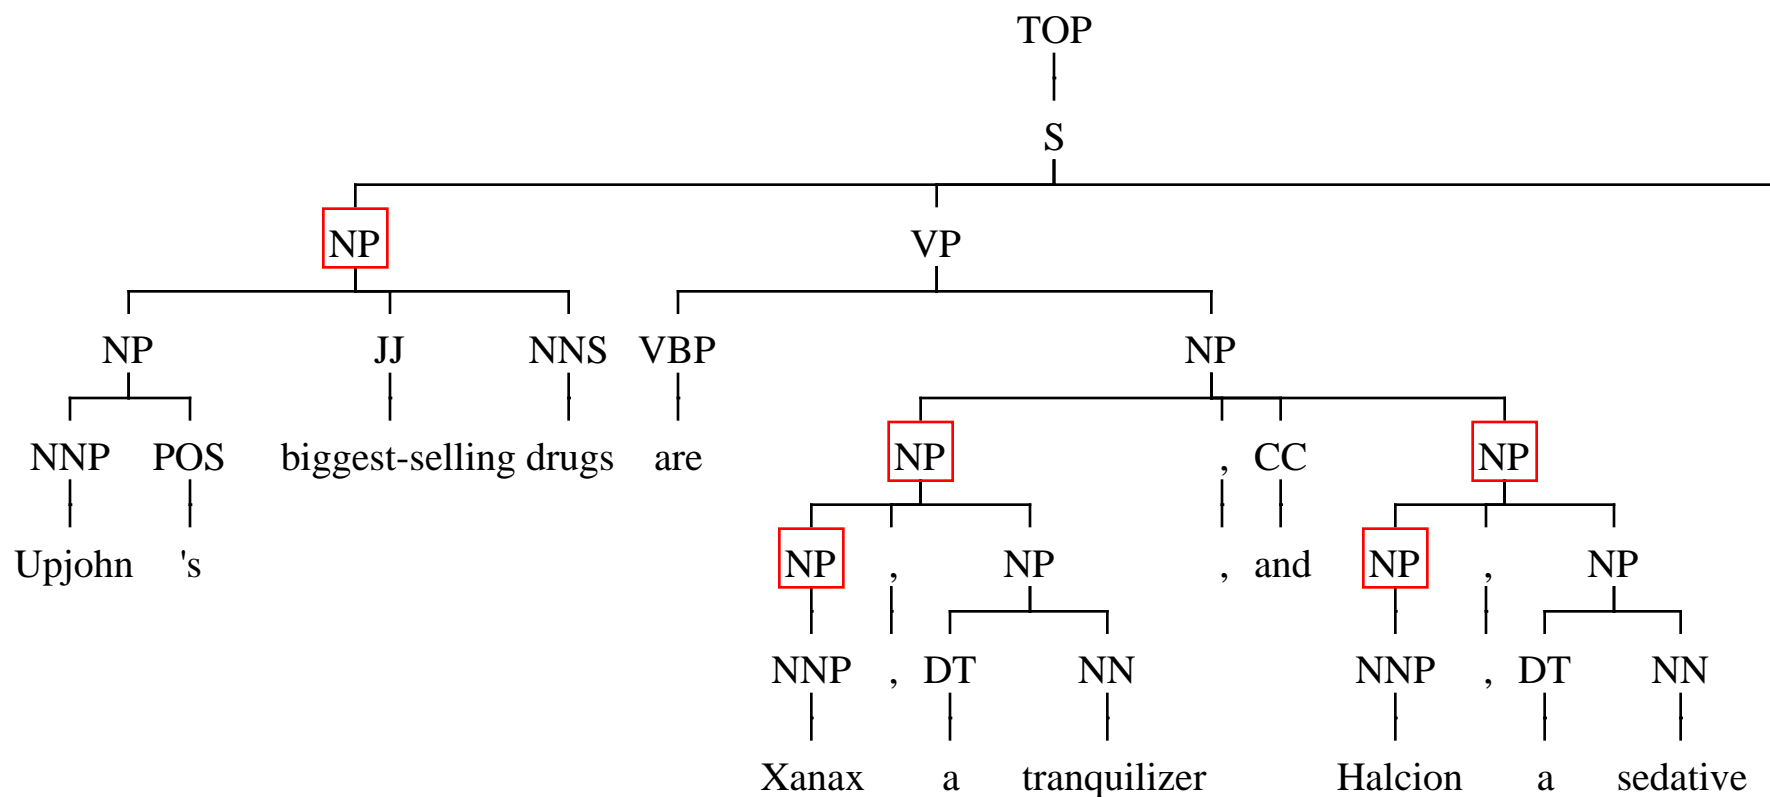 TOP
S
NP VP
NP JJ NNS VBP NP
NNP POS biggest-selling drugs are NP , CC NP
Upjohn 's NP , NP , and NP , NP
NNP , DT NN NNP , DT NN
Xanax a tranquilizer Halcion a sedative